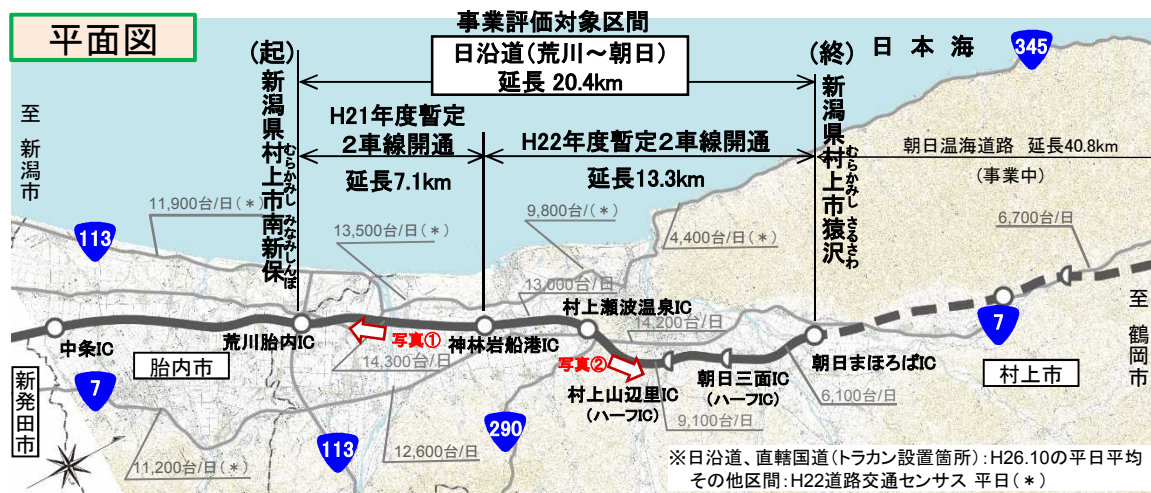 平面図
事業評価対象区間
日沿道(荒川～朝日)
延長 20.4km
(起)
新潟県村上市南新保
むらかみし みなみしんぼ
(終)
新潟県村上市猿沢
むらかみし さるさわ
日本海
345
至 新潟市
H21年度暫定
2車線開通
延長7.1km
H22年度暫定2車線開通
延長13.3km
朝日温海道路 延長40.8km
(事業中)
11,900台/日(*)
13,500台/日(*)
9,800台/(*)
4,400台/日(*)
6,700台/日
113
13,000台/日
村上瀬波温泉IC
14,200台/日
至 鶴岡市
中条IC
荒川胎内IC
写真①
神林岩船港IC
写真②
朝日まほろばIC
7
胎内市
14,300台/日
村上山辺里IC
(ハーフIC)
朝日三面IC
(ハーフIC)
村上市
新発田市
7
6,100台/日
9,100台/日
290
113
12,600台/日
11,200台/日(*)
※日沿道、直轄国道(トラカン設置箇所):H26.10の平日平均
その他区間:H22道路交通センサス 平日(*)